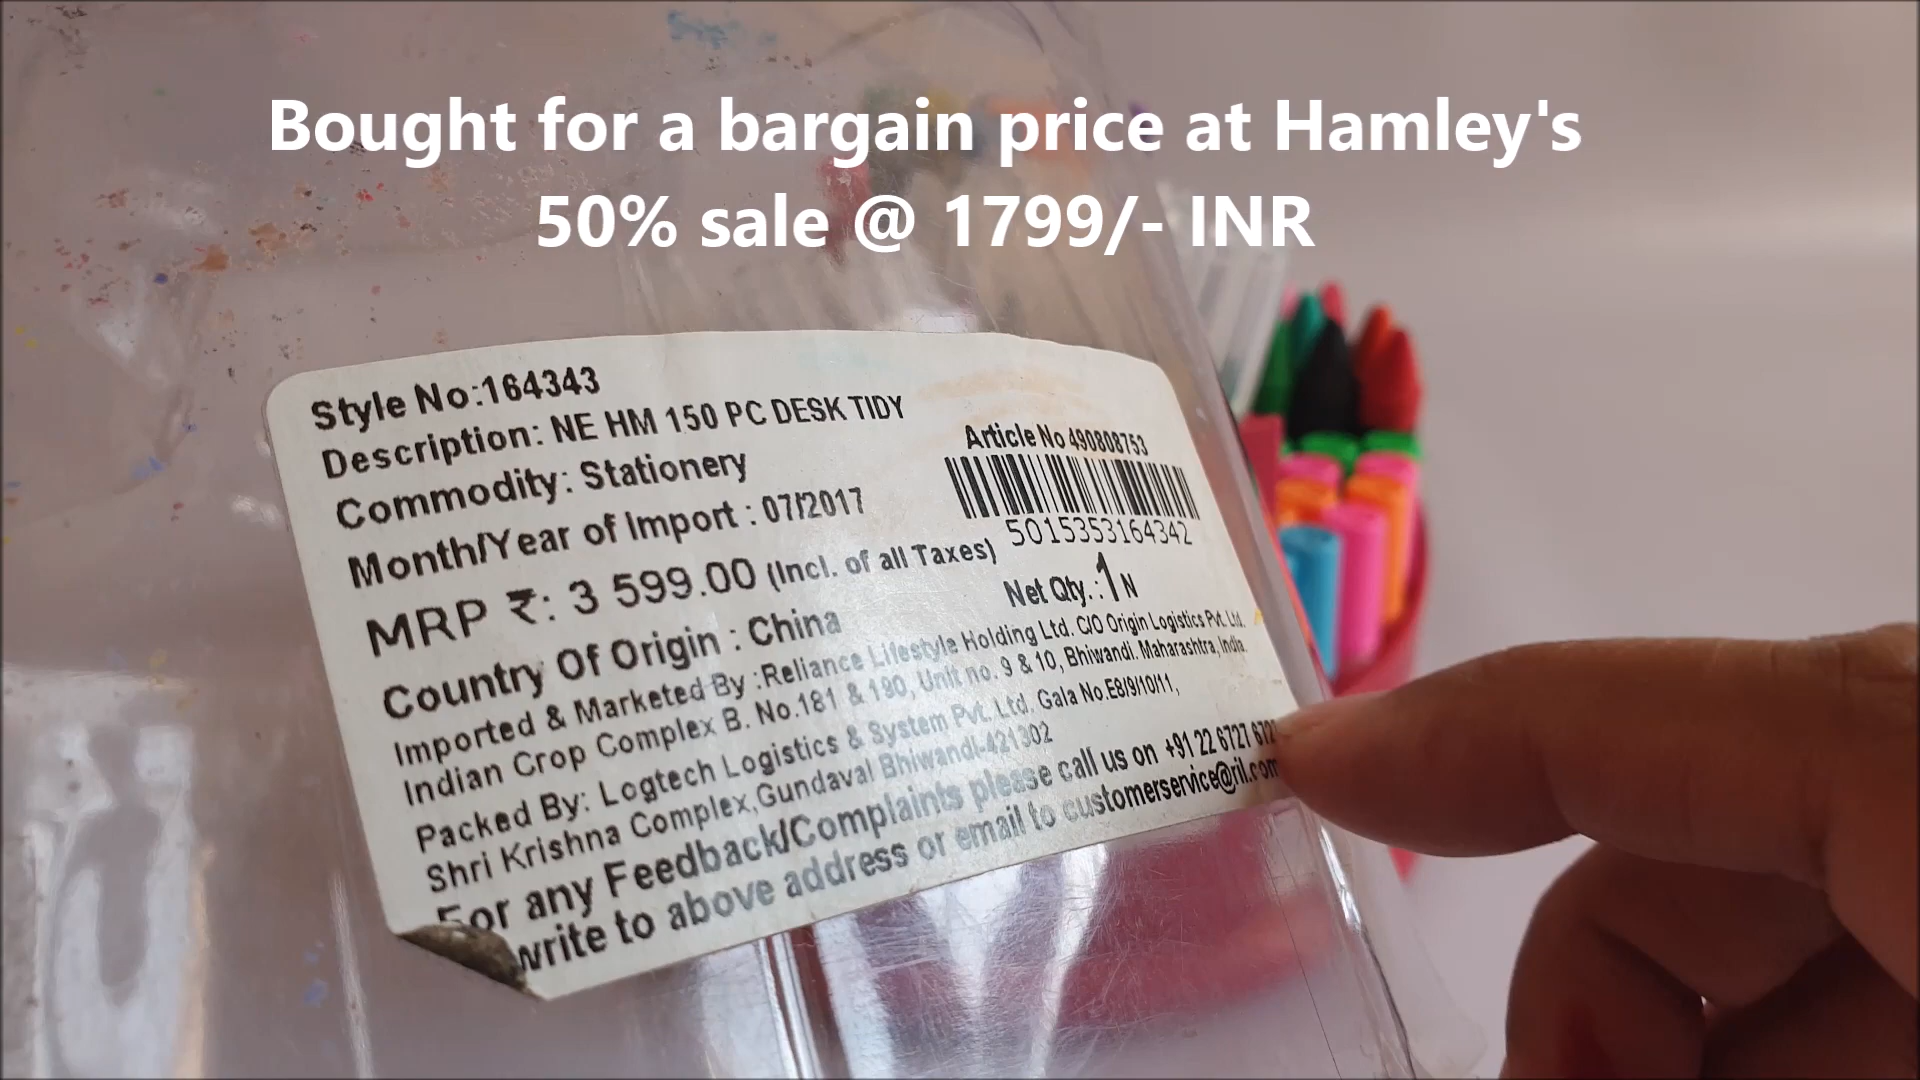 Bought for a bargain price at Hamley's
50% sale @ 1799/- INR
Style No:164343
Description: NE HM 150 PC DESK TIDY
Commodity: Stationery
Month/Year of Import : 07/2017
MRP ₹: 3 599.00 (Incl. of all Taxes)
Country Of Origin : China
Article No 490808753
5015353164342
Net Qty.:1N
Imported & Marketed By :Reliance Lifestyle Holding Ltd. C/O Origin Logistics Pvt. Ltd.
Indian Crop Complex B. No.181 & 190, Unit no. 9 & 10, Bhiwandi. Maharashtra, India.
Packed By: Logtech Logistics & System Pvt. Ltd. Gala No.E8/9/10/11,
Shri Krishna Complex,Gundaval Bhiwandi-421302
For any Feedback/Complaints please call us on +91 22 6727 672
write to above address or email to customerservice@ril.com